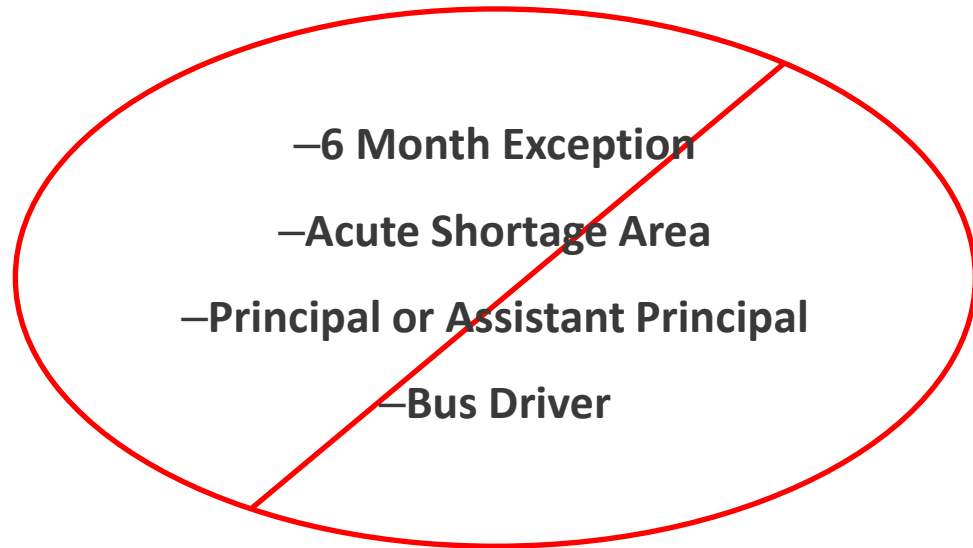 –6 Month Exception
–Acute Shortage Area
–Principal or Assistant Principal
–Bus Driver